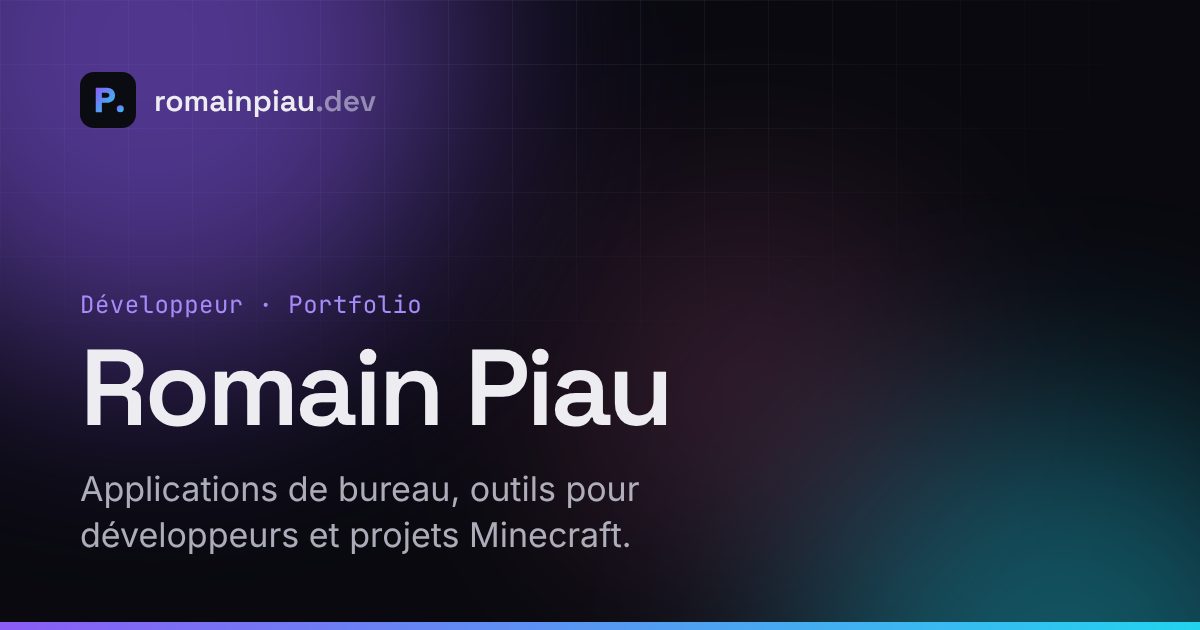 P.
romainpiau.dev
Développeur · Portfolio
Romain Piau
Applications de bureau, outils pour
développeurs et projets Minecraft.